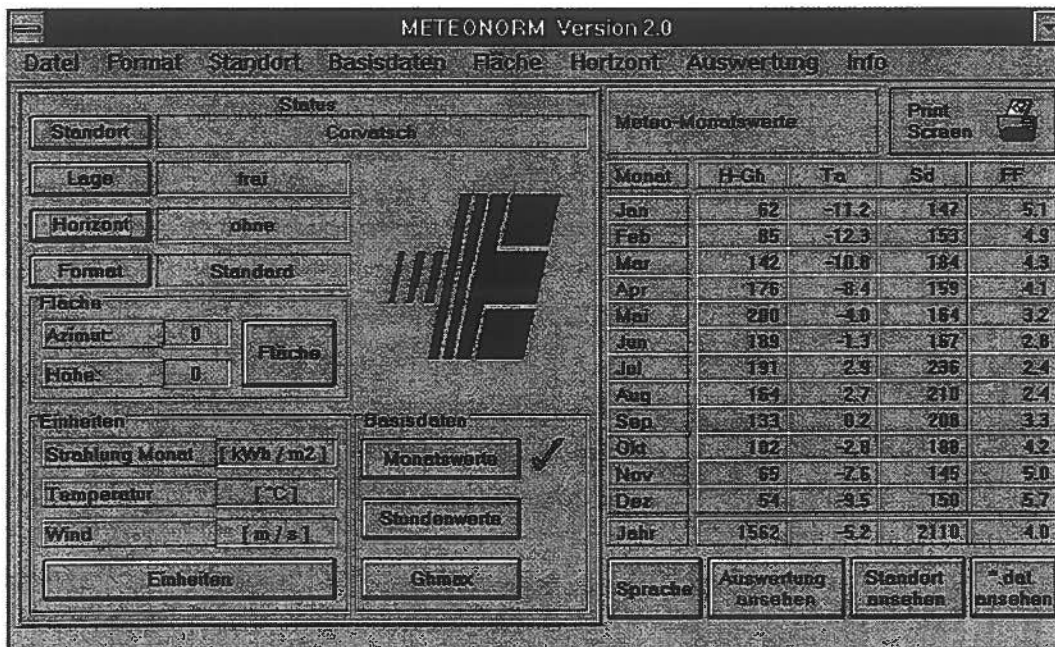 METEONORM Version 2.0
Datei Format Standort Basisdaten Fläche Horizont Auswertung Info
Status
Standort Corvatsch
Lage frei
Horizont ohne
Format Standard
Fläche
Azimut: 0
Höhe: 0
Fläche
Einheiten
Strahlung Monat [ kWh / m2 ]
Temperatur [ °C ]
Wind [ m / s ]
Einheiten
Basisdaten
Monatswerte
Stundenwerte
Ghmax
Meteo-Monatswerte
Print
Screen
Monat H-Gh Ta Sd FF
Jan 62 -11.2 147 5.1
Feb 85 -12.3 153 4.9
Mar 142 -10.8 184 4.3
Apr 176 -8.4 159 4.1
Mai 200 -4.0 164 3.2
Jun 189 -1.3 167 2.8
Jul 191 2.9 236 2.4
Aug 164 2.7 210 2.4
Sep 133 0.2 208 3.3
Okt 102 -2.8 188 4.2
Nov 65 -7.6 145 5.0
Dez 54 -9.5 150 5.7
Jahr 1562 -5.2 2110 4.0
Sprache
Auswertung
ansehen
Standort
ansehen
*.dat
ansehen